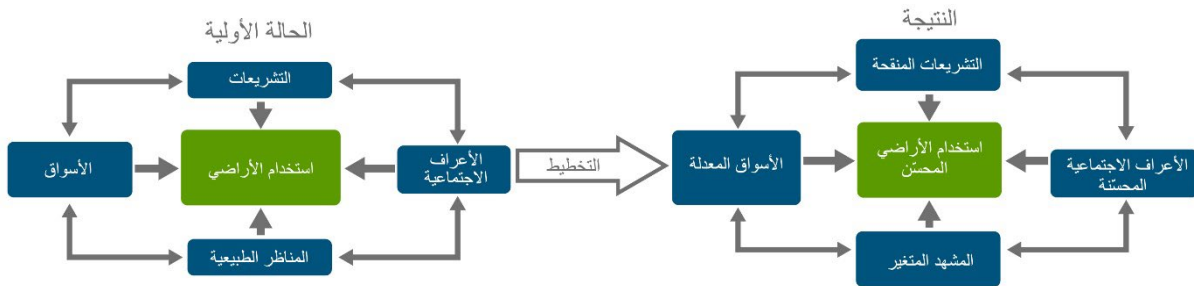 الحالة الأولية
التشريعات
الأسواق
استخدام الأراضي
الأعراف
الاجتماعية
المناظر الطبيعية
التخطيط
النتيجة
التشريعات المنقحة
الأسواق المعدلة
استخدام الأراضي
المحسّن
الأعراف الاجتماعية
المحسّنة
المشهد المتغير